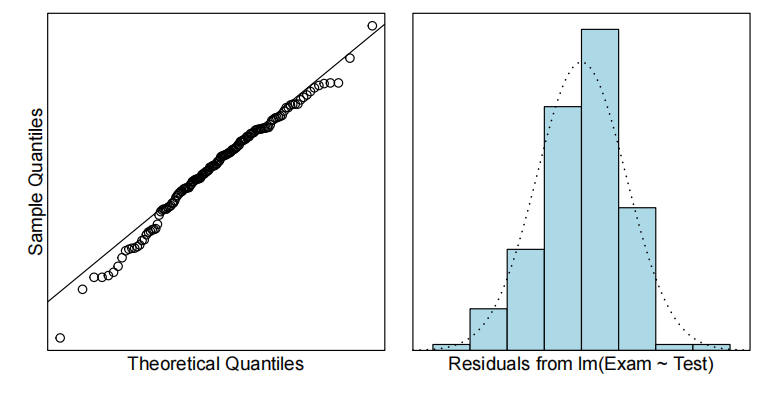 Sample Quantiles
Theoretical Quantiles
Residuals from lm(Exam ~ Test)